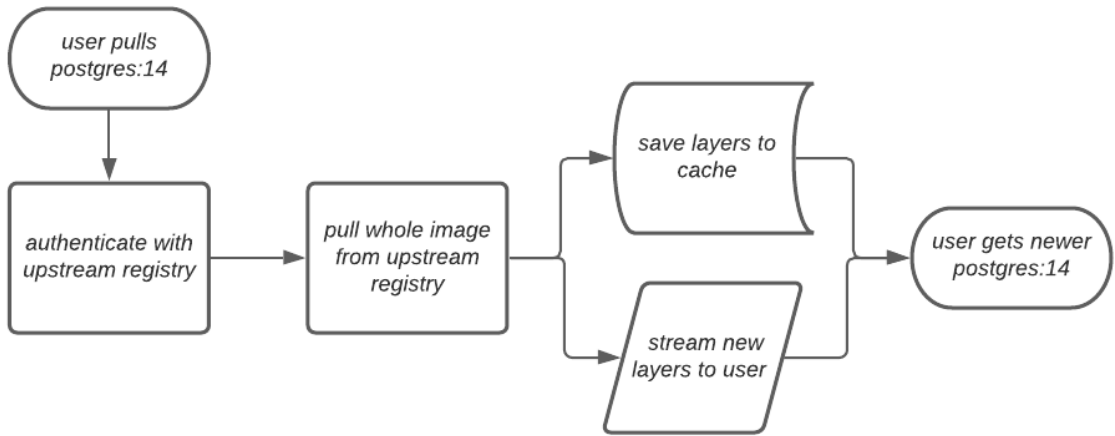 user pulls
postgres:14
authenticate with
upstream registry
pull whole image
from upstream
registry
save layers to
cache
stream new
layers to user
user gets newer
postgres:14